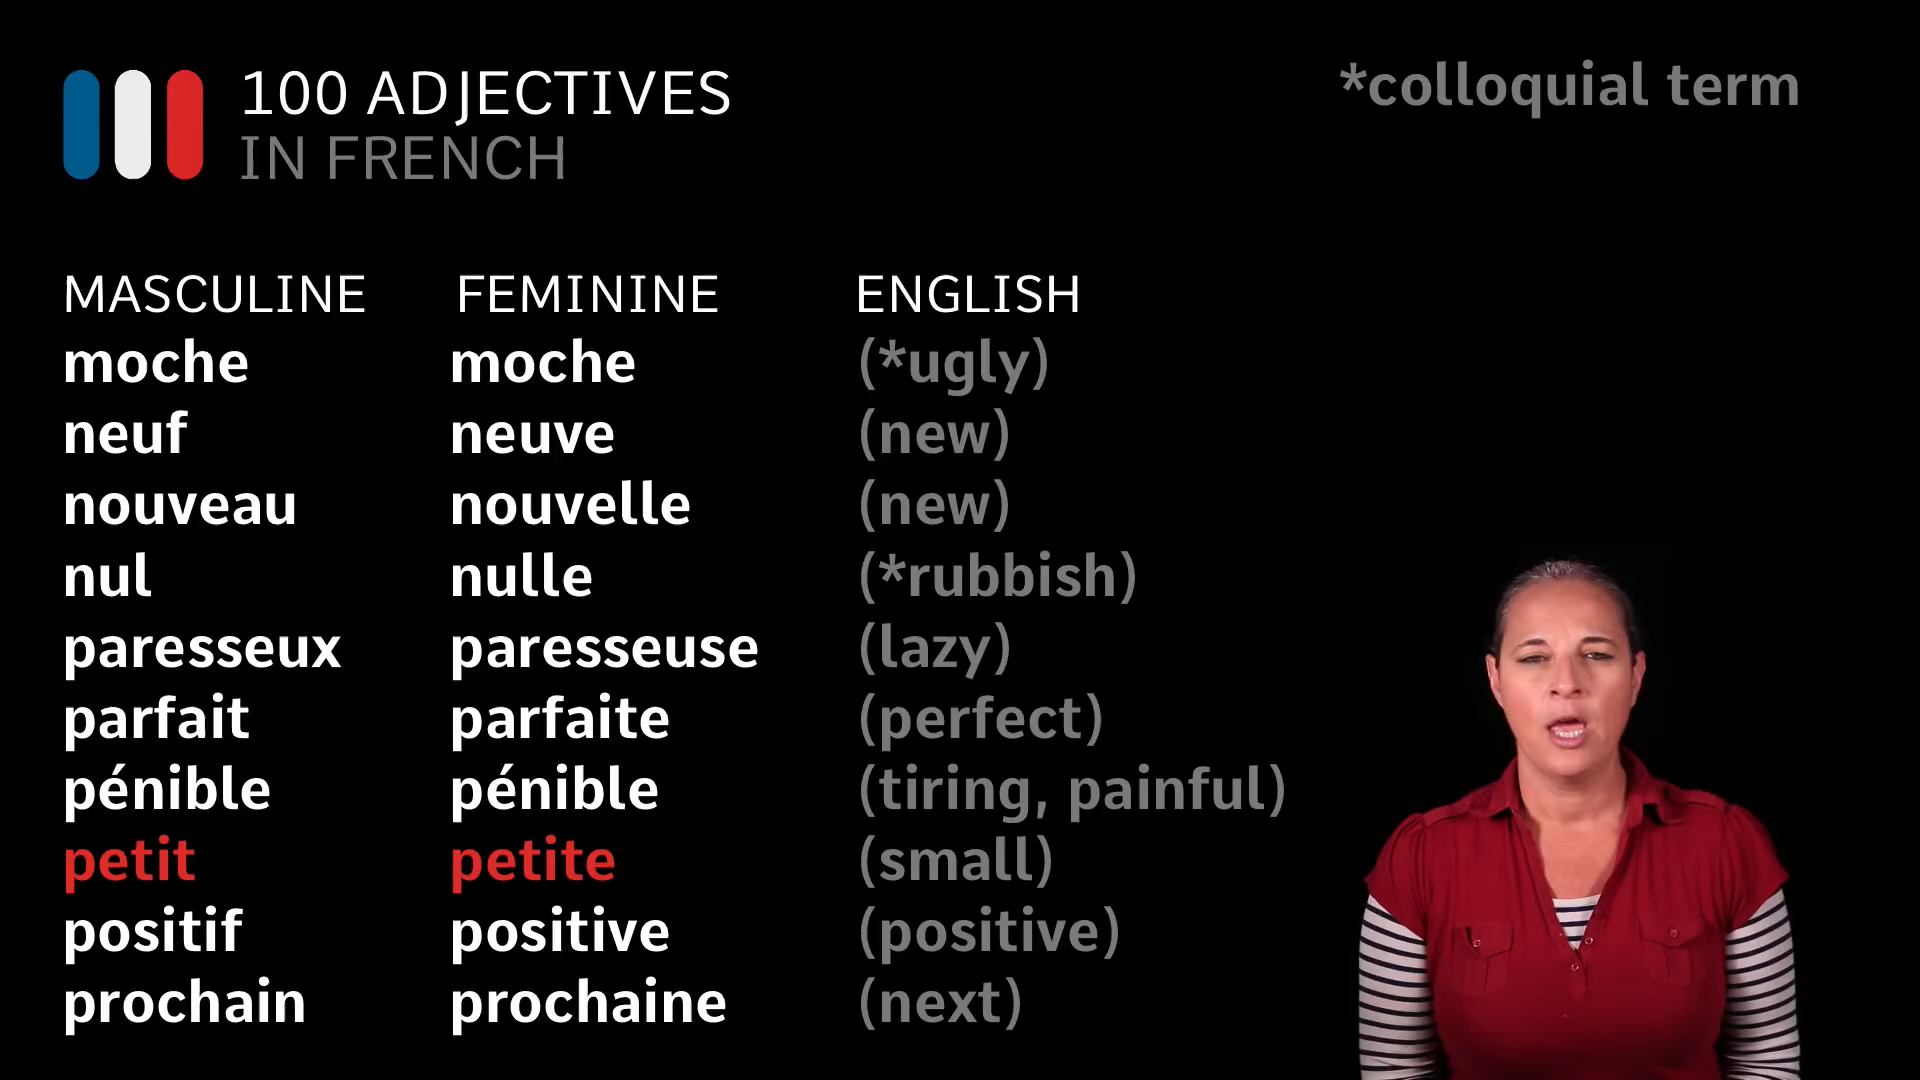 100 ADJECTIVES
IN FRENCH
*colloquial term
MASCULINE FEMININE ENGLISH
moche moche (*ugly)
neuf neuve (new)
nouveau nouvelle (new)
nul nulle (*rubbish)
paresseux paresseuse (lazy)
parfait parfaite (perfect)
pénible pénible (tiring, painful)
petit petite (small)
positif positive (positive)
prochain prochaine (next)